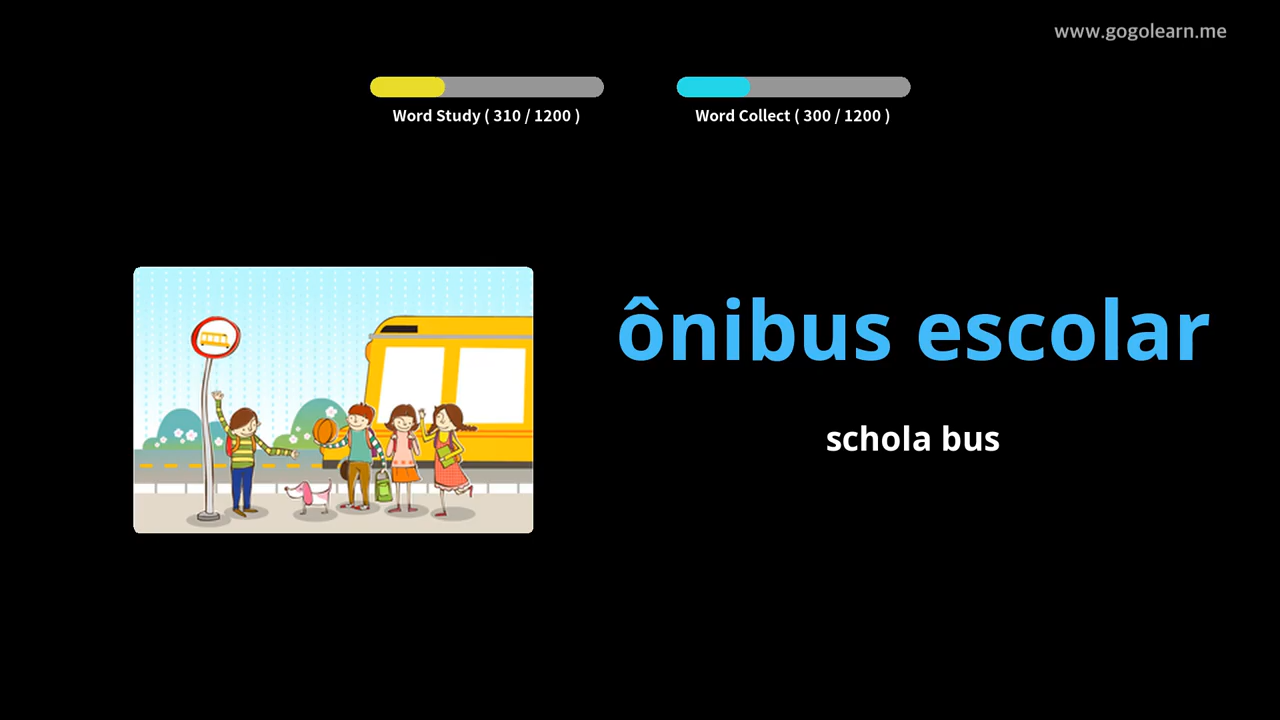 www.gogolearn.me
Word Study ( 310 / 1200 )
Word Collect ( 300 / 1200 )
ônibus escolar
schola bus